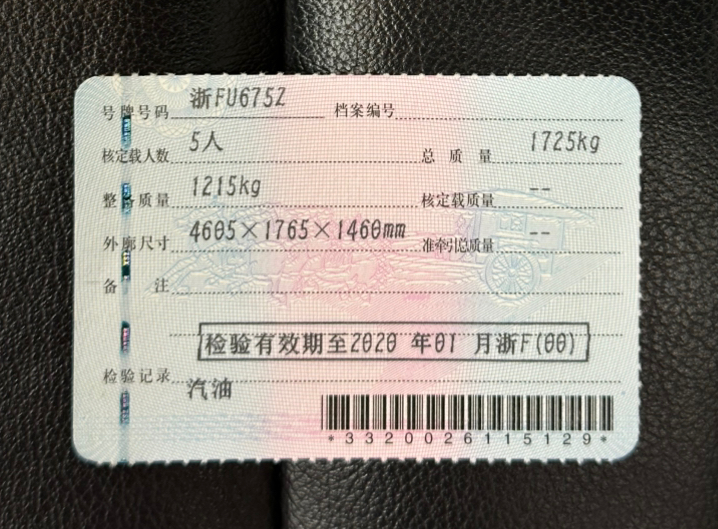 号牌号码 浙FU675Z 档案编号
核定载人数 5人 总质量 1725kg
整备质量 1215kg 核定载质量 --
外廓尺寸 4605×1765×1460mm 准牵引总质量 --
备注
检验有效期至2020 年01 月浙F(00)
检验记录
汽油
*3320026115129*